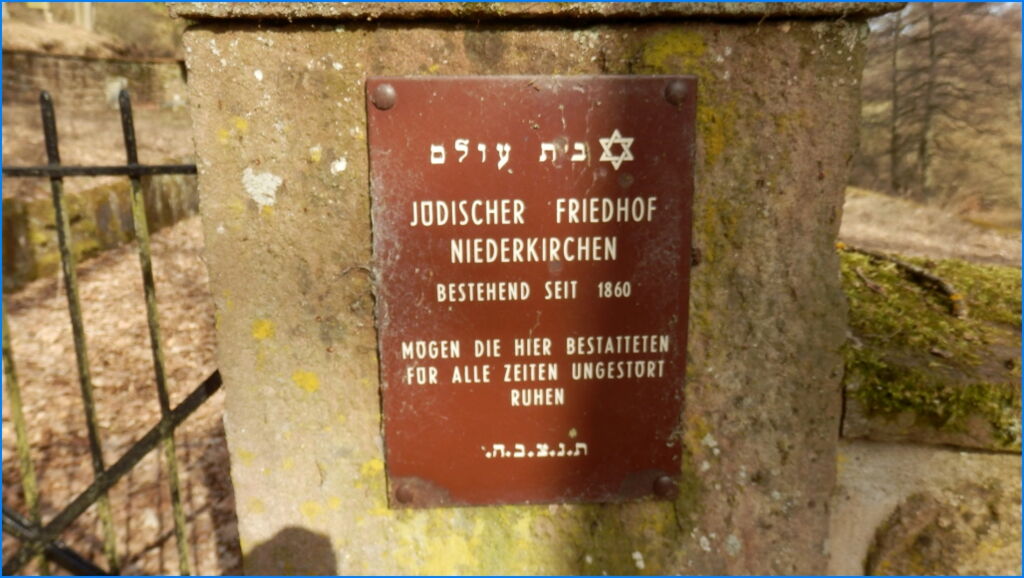 בית עולם
JÜDISCHER FRIEDHOF
NIEDERKIRCHEN
BESTEHEND SEIT 1860
MÖGEN DIE HIER BESTATTETEN
FÜR ALLE ZEITEN UNGESTÖRT
RUHEN
ת.נ.צ.ב.ה.